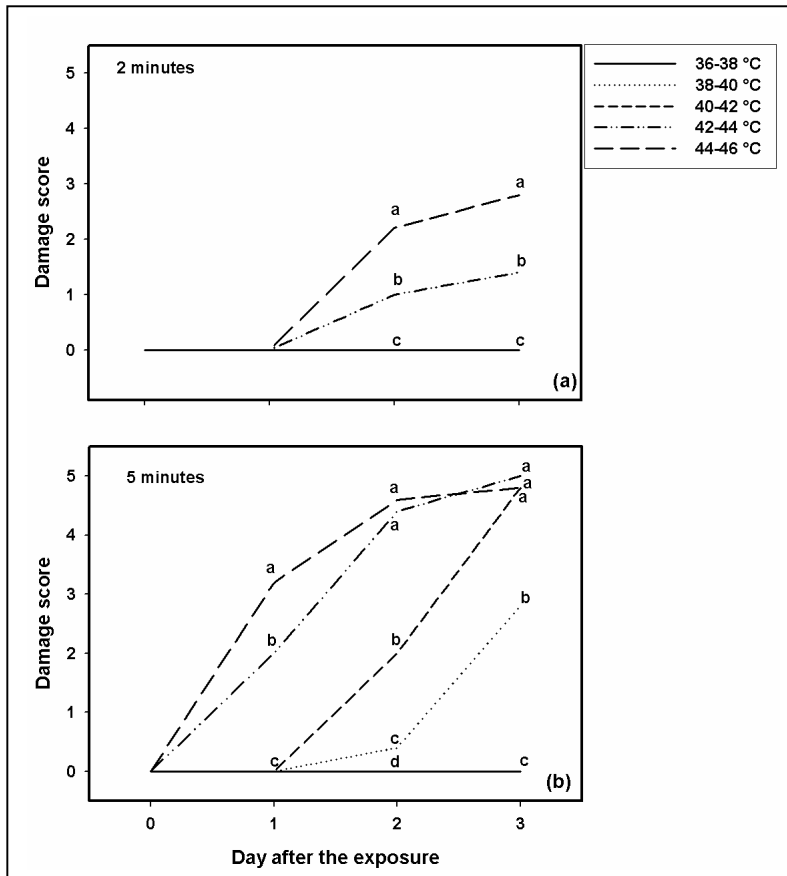 2 minutes
5
4
3
2
1
0
Damage score
a
a
b
b
c
c
(a)
36-38 °C
38-40 °C
40-42 °C
42-44 °C
44-46 °C
5 minutes
5
4
3
2
1
0
Damage score
a
a
a
a
a
a
b
b
b
c
c
d
c
(b)
0 1 2 3
Day after the exposure